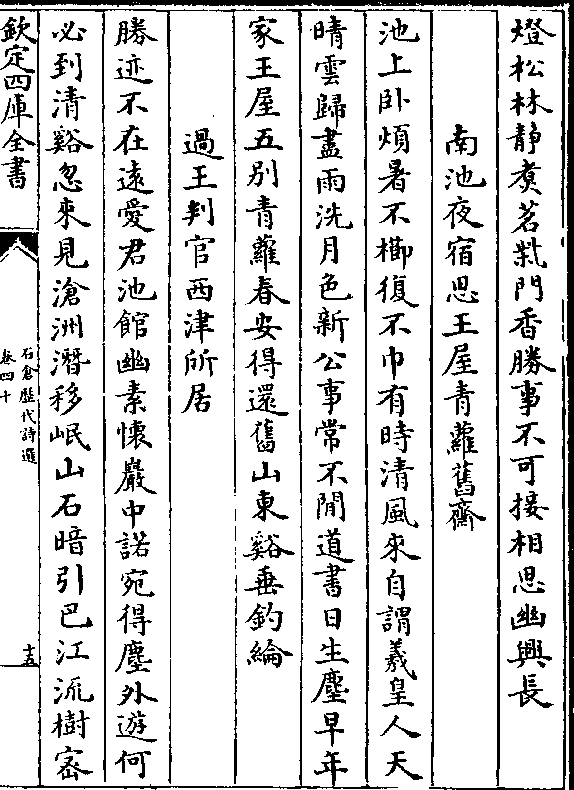 燈松林靜煑茗紫門香勝事不可接相思幽興長
南池夜宿思王屋青蘿舊齋
池上卧煩暑不櫛復不巾有時清風來自謂羲皇人天
晴雲歸盡雨洗月色新公事常不閒道書日生塵早年
家王屋五别青蘿春安得還舊山東谿垂釣綸
過王判官西津所居
勝迹不在遠愛君池館幽素懷巖中諾宛得塵外遊何
必到清谿忽來見滄洲潛移岷山石暗引巴江流樹密
欽定四庫全書
石倉歷代詩選
卷四十
十五